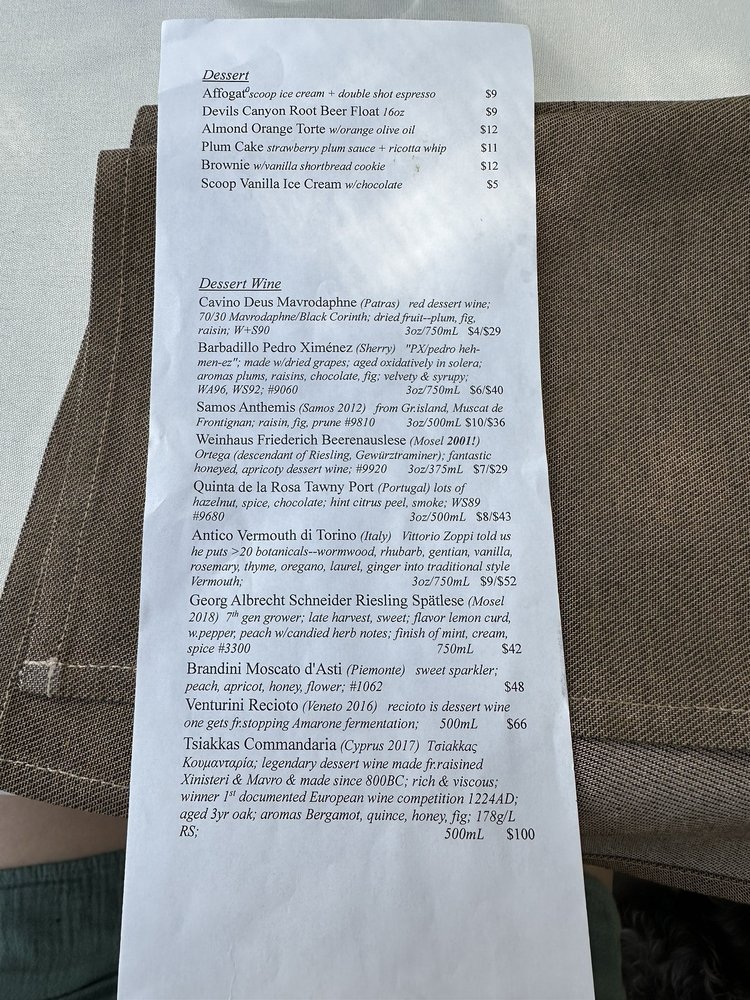 Dessert
Affogato scoop ice cream + double shot espresso $9
Devils Canyon Root Beer Float 16oz $9
Almond Orange Torte w/orange olive oil $12
Plum Cake strawberry plum sauce + ricotta whip $11
Brownie w/vanilla shortbread cookie $12
Scoop Vanilla Ice Cream w/chocolate $5
Dessert Wine
Cavino Deus Mavrodaphne (Patras) red dessert wine;
70/30 Mavrodaphne/Black Corinth; dried fruit--plum, fig,
raisin; W+S90 3oz/750mL $4/$29
Barbadillo Pedro Ximénez (Sherry) "PX/pedro heh-
men-ez"; made w/dried grapes; aged oxidatively in solera;
aromas plums, raisins, chocolate, fig; velvety & syrupy;
WA96, WS92; #9060 3oz/750mL $6/$40
Samos Anthemis (Samos 2012) from Gr.island, Muscat de
Frontignan; raisin, fig, prune #9810 3oz/500mL $10/$36
Weinhaus Friederich Beerenauslese (Mosel 2001!)
Ortega (descendant of Riesling, Gewürztraminer); fantastic
honeyed, apricoty dessert wine; #9920 3oz/375mL $7/$29
Quinta de la Rosa Tawny Port (Portugal) lots of
hazelnut, spice, chocolate; hint citrus peel, smoke; WS89
#9680 3oz/500mL $8/$43
Antico Vermouth di Torino (Italy) Vittorio Zoppi told us
he puts >20 botanicals--wormwood, rhubarb, gentian, vanilla,
rosemary, thyme, oregano, laurel, ginger into traditional style
Vermouth; 3oz/750mL $9/$52
Georg Albrecht Schneider Riesling Spätlese (Mosel
2018) 7th gen grower; late harvest, sweet; flavor lemon curd,
w.pepper, peach w/candied herb notes; finish of mint, cream,
spice #3300 750mL $42
Brandini Moscato d'Asti (Piemonte) sweet sparkler;
peach, apricot, honey, flower; #1062 $48
Venturini Recioto (Veneto 2016) recioto is dessert wine
one gets fr.stopping Amarone fermentation; 500mL $66
Tsiakkas Commandaria (Cyprus 2017) Τσιάκκας
Κουμανταρία; legendary dessert wine made fr.raisined
Xinisteri & Mavro & made since 800BC; rich & viscous;
winner 1st documented European wine competition 1224AD;
aged 3yr oak; aromas Bergamot, quince, honey, fig; 178g/L
RS; 500mL $100